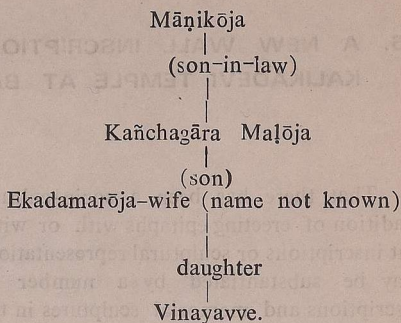 Māṇikōja
(son-in-law)
Kañchagāra Maḷōja
(son)
Ekadamarōja-wife (name not known)
daughter
Vinayavve.